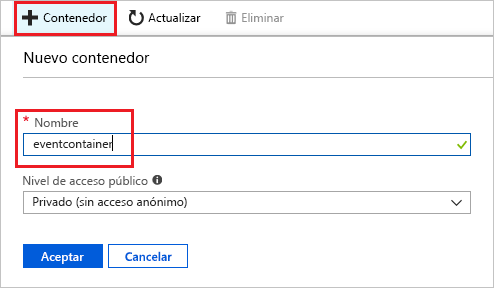 Contenedor Actualizar Eliminar
Nuevo contenedor
* Nombre
eventcontainer
Nivel de acceso público
Privado (sin acceso anónimo)
Aceptar Cancelar